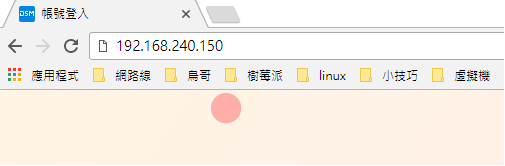 DSM 帳號登入
192.168.240.150
應用程式 網路線 鳥哥 樹莓派 linux 小技巧 虛擬機